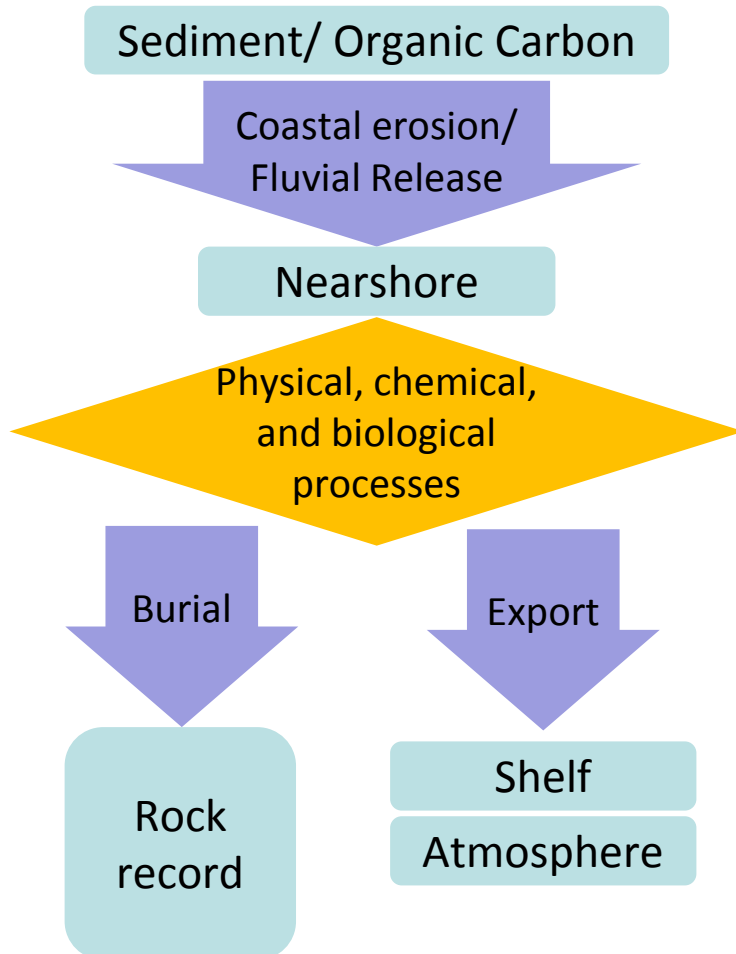 Sediment/ Organic Carbon
Coastal erosion/
Fluvial Release
Nearshore
Physical, chemical,
and biological
processes
Burial
Export
Rock
record
Shelf
Atmosphere